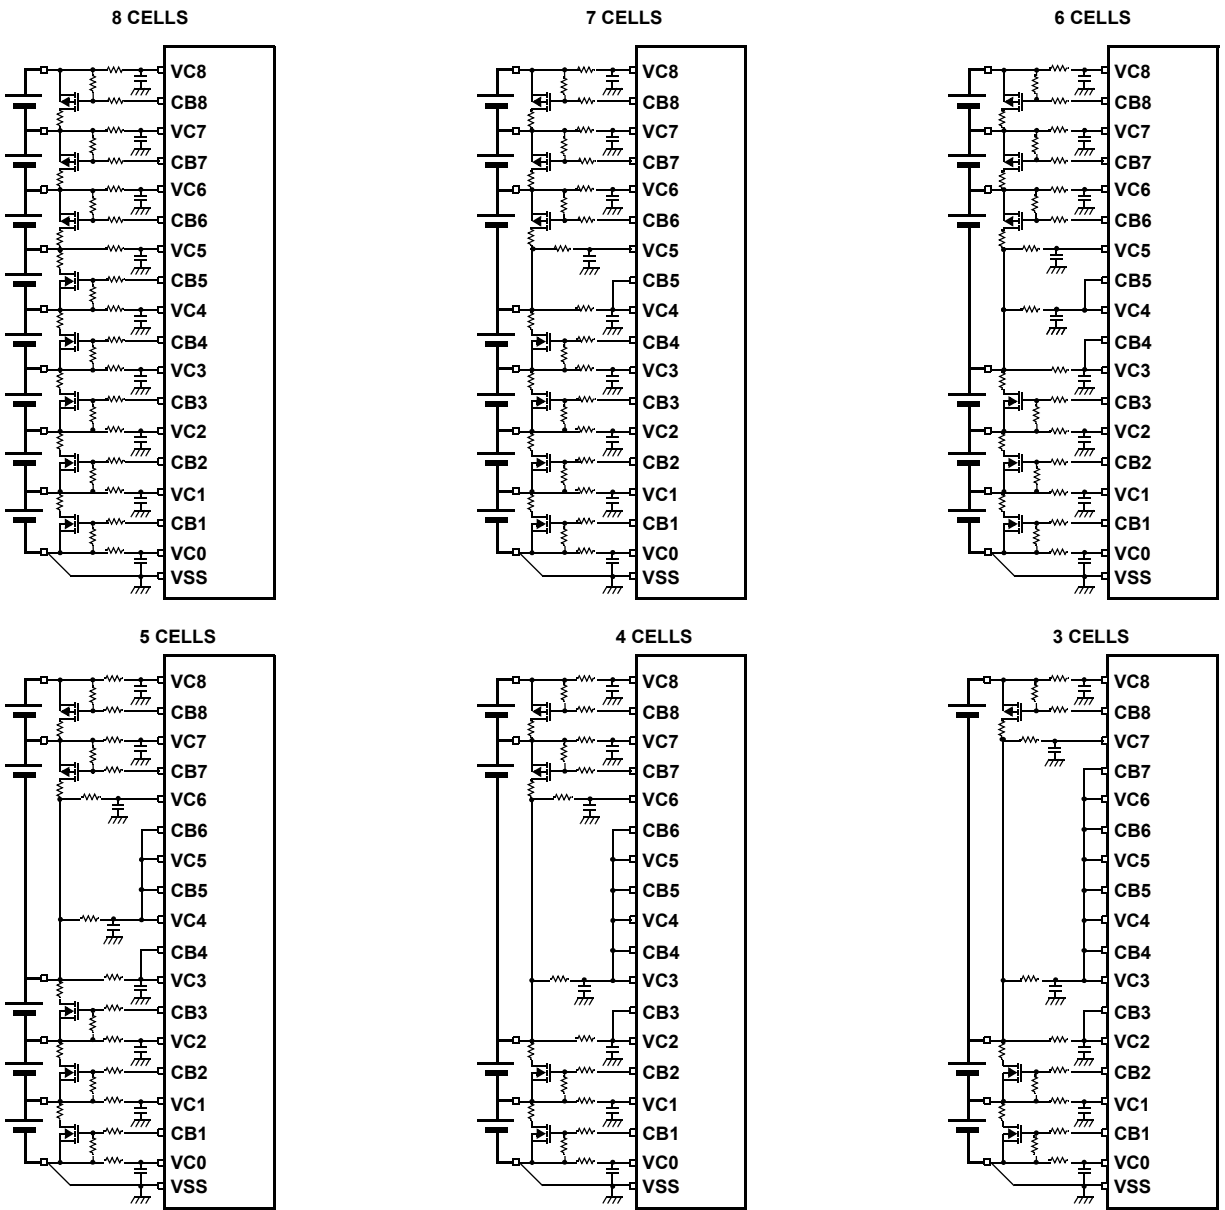 8 CELLS
VC8
CB8
VC7
CB7
VC6
CB6
VC5
CB5
VC4
CB4
VC3
CB3
VC2
CB2
VC1
CB1
VC0
VSS
7 CELLS
VC8
CB8
VC7
CB7
VC6
CB6
VC5
CB5
VC4
CB4
VC3
CB3
VC2
CB2
VC1
CB1
VC0
VSS
6 CELLS
VC8
CB8
VC7
CB7
VC6
CB6
VC5
CB5
VC4
CB4
VC3
CB3
VC2
CB2
VC1
CB1
VC0
VSS
5 CELLS
VC8
CB8
VC7
CB7
VC6
CB6
VC5
CB5
VC4
CB4
VC3
CB3
VC2
CB2
VC1
CB1
VC0
VSS
4 CELLS
VC8
CB8
VC7
CB7
VC6
CB6
VC5
CB5
VC4
CB4
VC3
CB3
VC2
CB2
VC1
CB1
VC0
VSS
3 CELLS
VC8
CB8
VC7
CB7
VC6
CB6
VC5
CB5
VC4
CB4
VC3
CB3
VC2
CB2
VC1
CB1
VC0
VSS